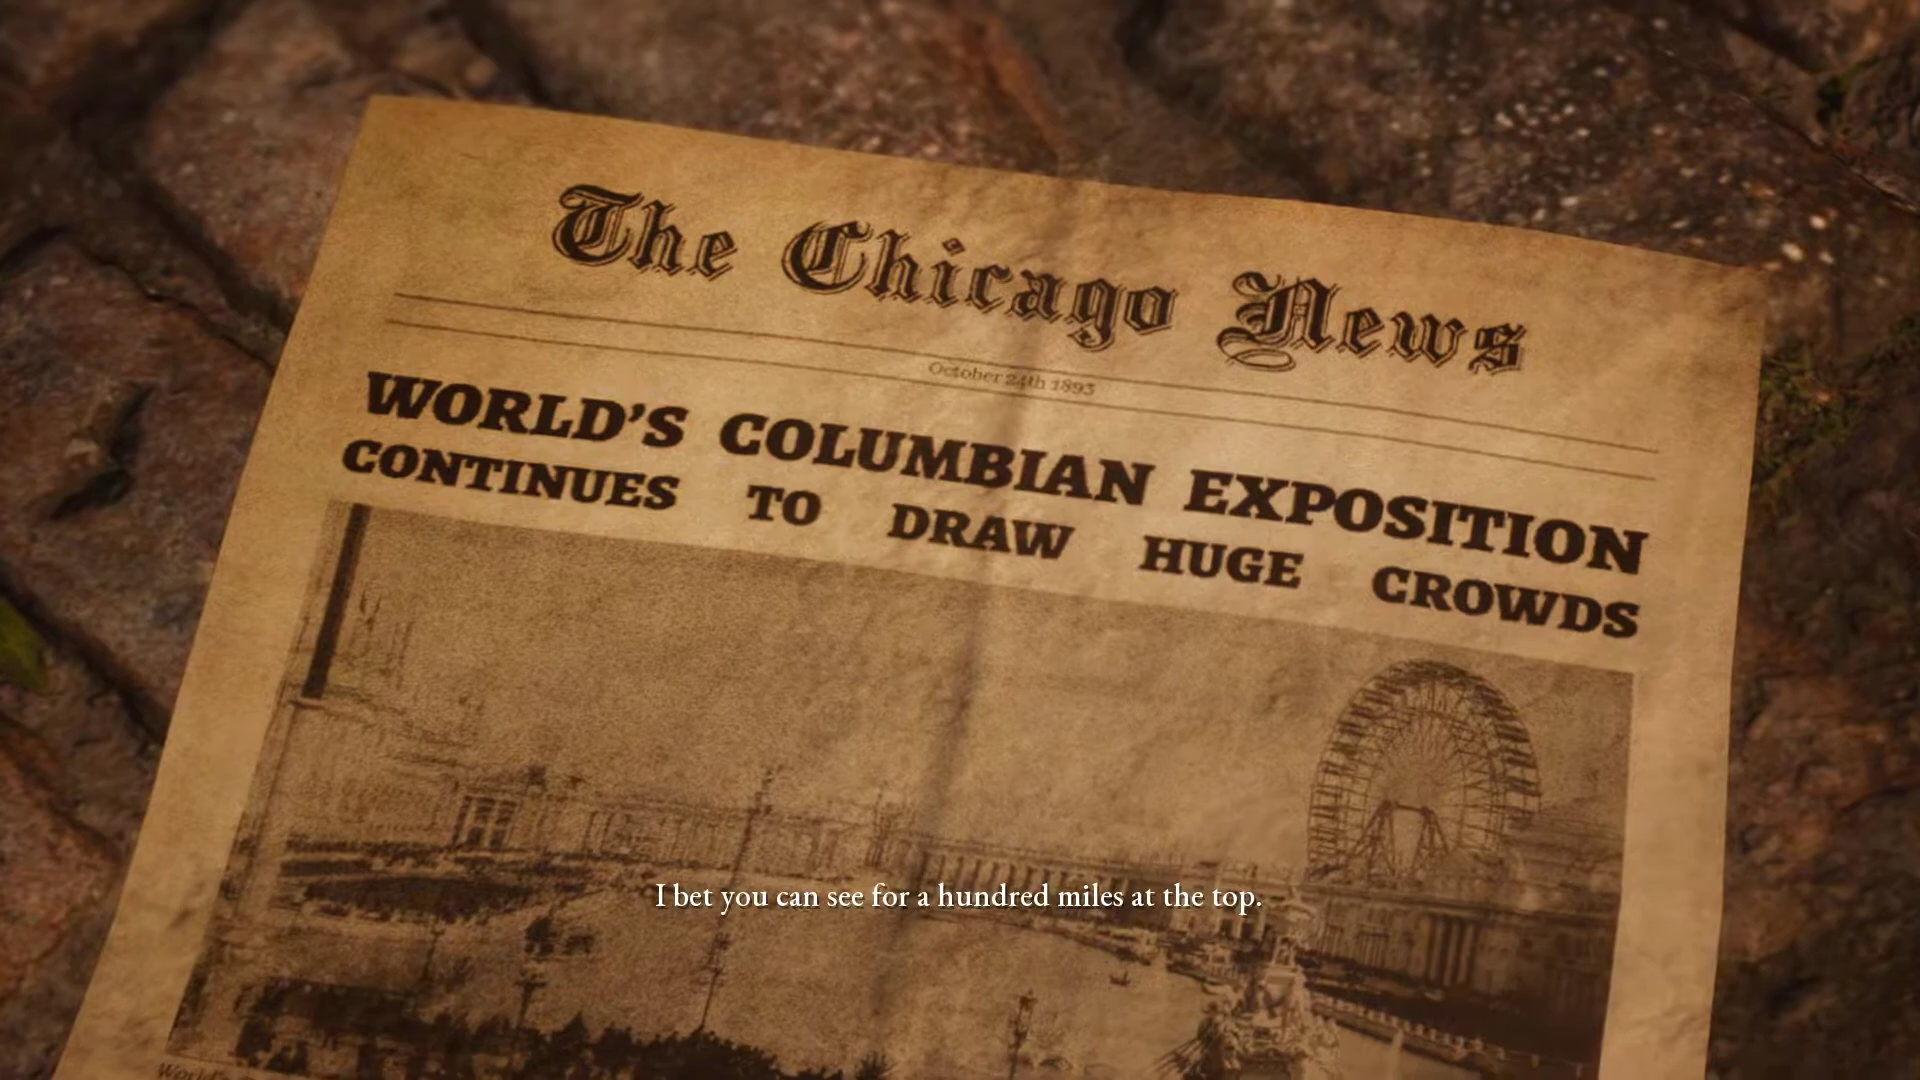 The Chicago News
October 24th 1893
WORLD'S COLUMBIAN EXPOSITION
CONTINUES TO DRAW HUGE CROWDS
I bet you can see for a hundred miles at the top.
World's